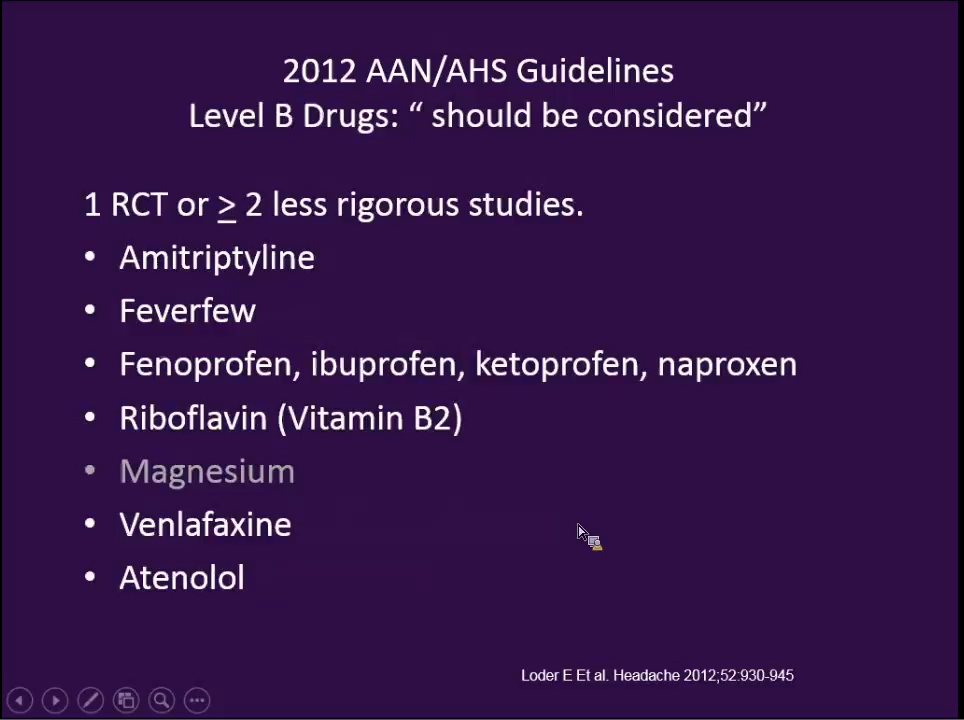 2012 AAN/AHS Guidelines
Level B Drugs: “ should be considered”
1 RCT or ≥ 2 less rigorous studies.
• Amitriptyline
• Feverfew
• Fenoprofen, ibuprofen, ketoprofen, naproxen
• Riboflavin (Vitamin B2)
• Magnesium
• Venlafaxine
• Atenolol
Loder E Et al. Headache 2012;52:930-945